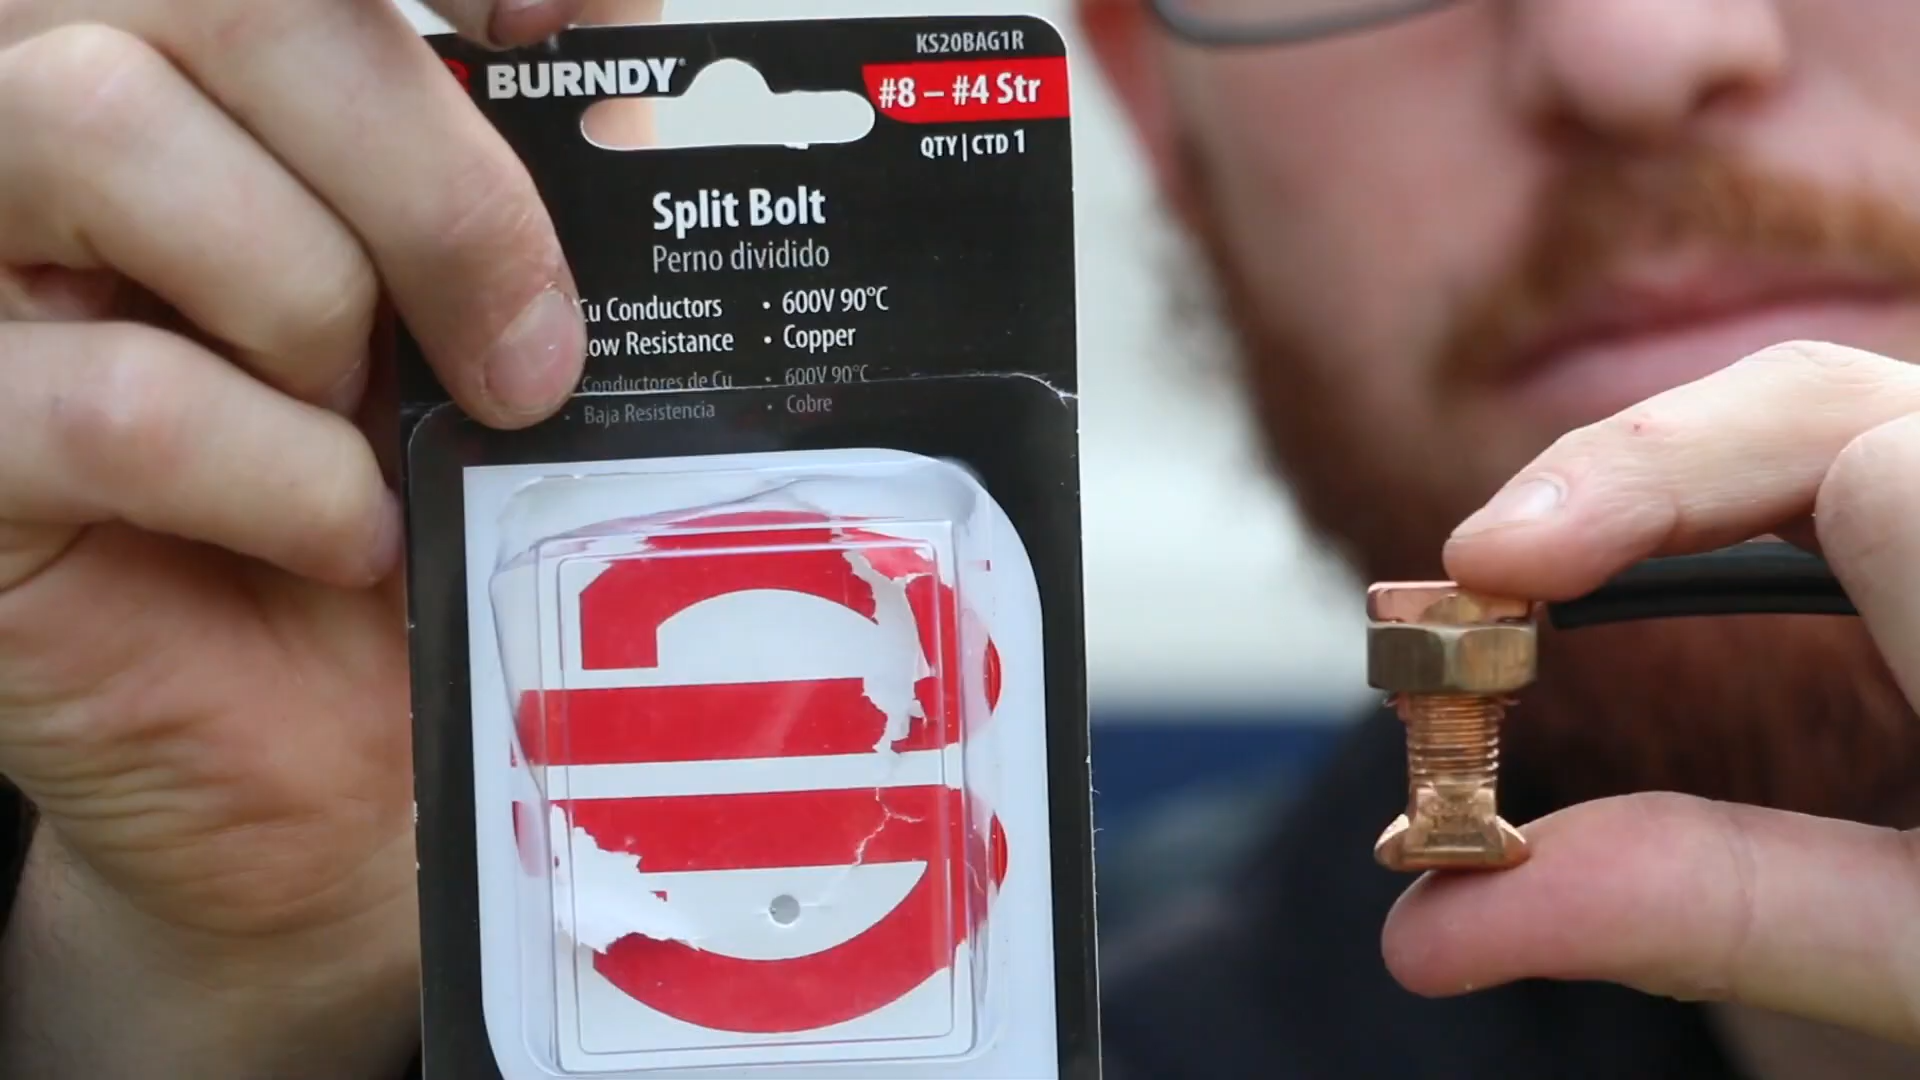 KS20BAG1R
BURNDY
#8 – #4 Str
QTY | CTD 1
Split Bolt
Perno dividido
Cu Conductors • 600V 90°C
Low Resistance • Copper
Conductores de Cu • 600V 90°C
• Baja Resistencia • Cobre